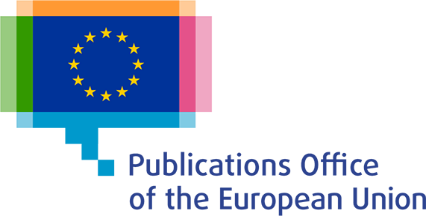 Publications Office
of the European Union